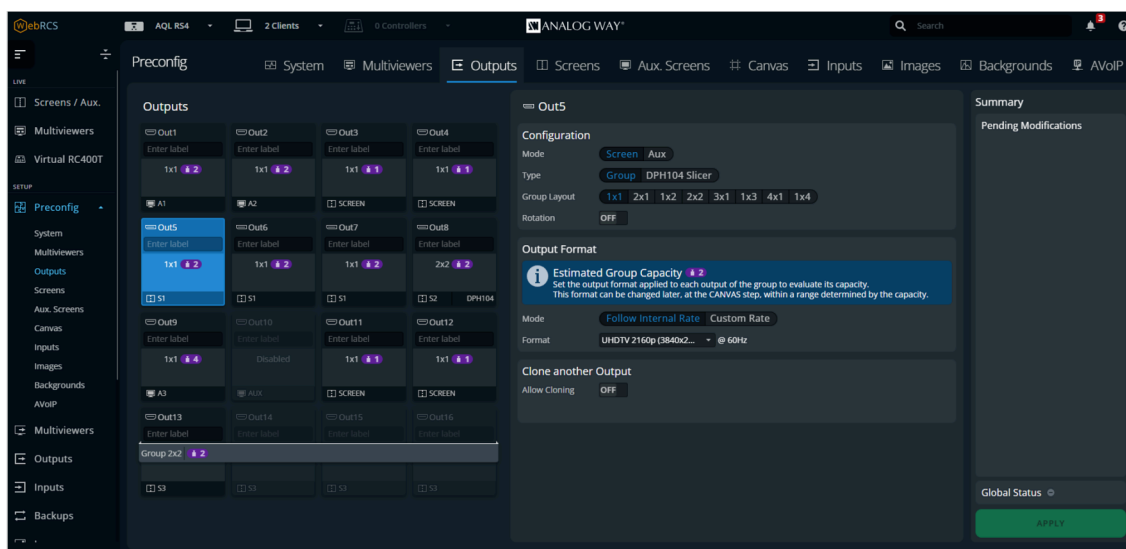 WebRCS
AQL RS4
2 Clients
0 Controllers
ANALOG WAY®
Search
3
LIVE
Screens / Aux.
Multiviewers
Virtual RC400T
SETUP
Preconfig
System
Multiviewers
Outputs
Screens
Aux. Screens
Canvas
Inputs
Images
Backgrounds
AVoIP
Multiviewers
Outputs
Inputs
Backups
Preconfig
System
Multiviewers
Outputs
Screens
Aux. Screens
Canvas
Inputs
Images
Backgrounds
AVoIP
Outputs
Out1 Out2 Out3 Out4
Enter label Enter label Enter label Enter label
1x1 2 1x1 2 1x1 1 1x1 1
A1 A2 SCREEN SCREEN
Out5 Out6 Out7 Out8
Enter label Enter label Enter label Enter label
1x1 2 1x1 2 1x1 2 2x2 2
S1 S1 S1 S2 DPH104
Out9 Out10 Out11 Out12
Enter label Enter label Enter label Enter label
1x1 4 Disabled 1x1 1 1x1 1
A3 AUX SCREEN SCREEN
Out13 Out14 Out15 Out16
Enter label Enter label Enter label Enter label
Group 2x2 2
S3 S3 S3 S3
Out5
Configuration
Mode Screen Aux
Type Group DPH104 Slicer
Group Layout 1x1 2x1 1x2 2x2 3x1 1x3 4x1 1x4
Rotation OFF
Output Format
Estimated Group Capacity 2
Set the output format applied to each output of the group to evaluate its capacity.
This format can be changed later, at the CANVAS step, within a range determined by the capacity.
Mode Follow Internal Rate Custom Rate
Format UHDTV 2160p (3840x2... @ 60Hz
Clone another Output
Allow Cloning OFF
Summary
Pending Modifications
Global Status
APPLY